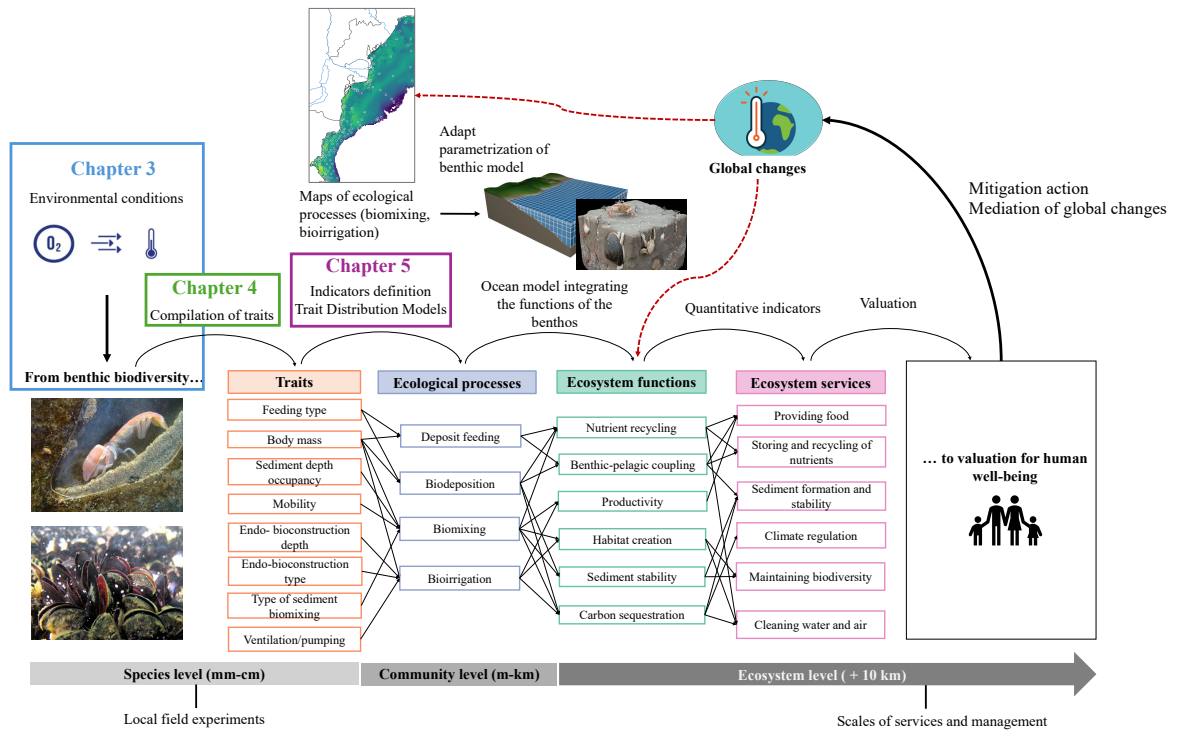 Chapter 3
Environmental conditions
O2
From benthic biodiversity…
Chapter 4
Compilation of traits
Chapter 5
Indicators definition
Trait Distribution Models
Maps of ecological
processes (biomixing,
bioirrigation)
Adapt
parametrization of
benthic model
Ocean model integrating
the functions of the
benthos
Global changes
Mitigation action
Mediation of global changes
Quantitative indicators
Valuation
Traits
Feeding type
Body mass
Sediment depth
occupancy
Mobility
Endo- bioconstruction
depth
Endo-bioconstruction
type
Type of sediment
biomixing
Ventilation/pumping
Ecological processes
Deposit feeding
Biodeposition
Biomixing
Bioirrigation
Ecosystem functions
Nutrient recycling
Benthic-pelagic coupling
Productivity
Habitat creation
Sediment stability
Carbon sequestration
Ecosystem services
Providing food
Storing and recycling of
nutrients
Sediment formation and
stability
Climate regulation
Maintaining biodiversity
Cleaning water and air
… to valuation for human
well-being
Species level (mm-cm)
Community level (m-km)
Ecosystem level ( + 10 km)
Local field experiments
Scales of services and management